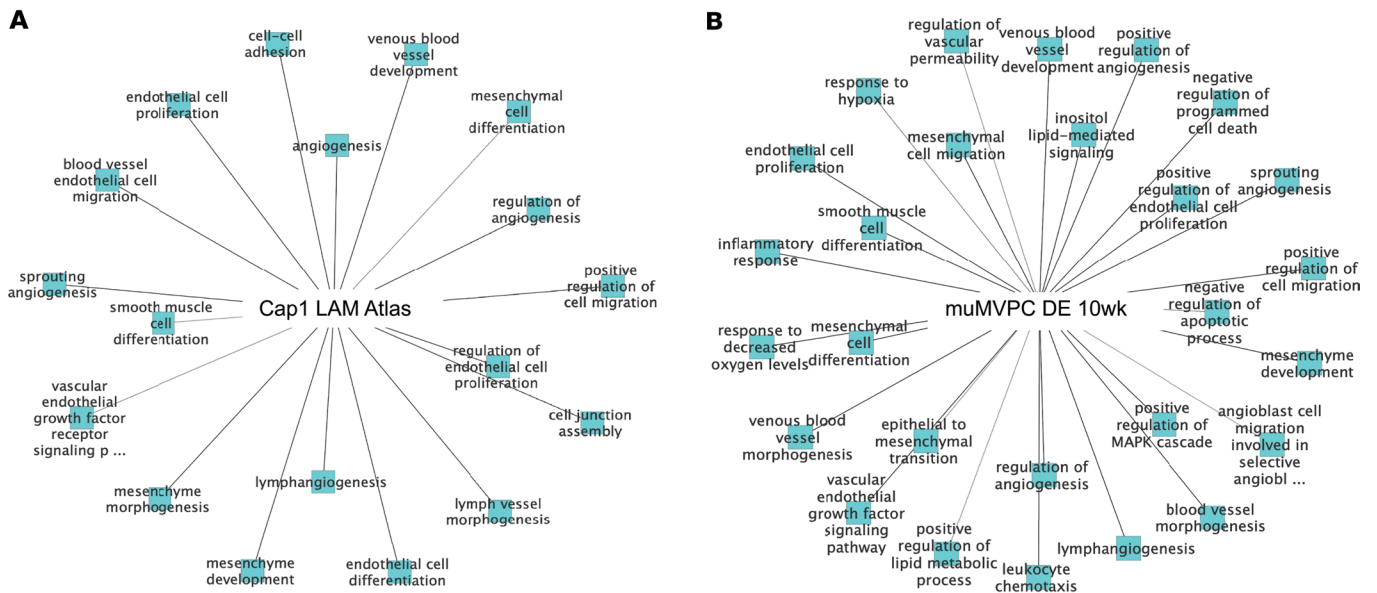 A
cell-cell
adhesion
venous blood
vessel
development
endothelial cell
proliferation
mesenchymal
cell
differentiation
angiogenesis
blood vessel
endothelial cell
migration
regulation of
angiogenesis
sprouting
angiogenesis
positive
regulation of
cell migration
smooth muscle
cell
differentiation
Cap1 LAM Atlas
regulation of
endothelial cell
proliferation
vascular
endothelial
growth factor
receptor
signaling p ...
cell junction
assembly
mesenchyme
morphogenesis
lymphangiogenesis
lymph vessel
morphogenesis
mesenchyme
development
endothelial cell
differentiation
B
regulation of
vascular
permeability
venous blood
vessel
development
positive
regulation of
angiogenesis
response to
hypoxia
negative
regulation of
programmed
cell death
mesenchymal
cell migration
inositol
lipid-mediated
signaling
endothelial cell
proliferation
positive
regulation of
endothelial cell
proliferation
sprouting
angiogenesis
smooth muscle
cell
differentiation
inflammatory
response
positive
regulation of
cell migration
muMVPC DE 10wk
negative
regulation of
apoptotic
process
response to
decreased
oxygen levels
mesenchymal
cell
differentiation
mesenchyme
development
venous blood
vessel
morphogenesis
epithelial to
mesenchymal
transition
positive
regulation of
MAPK cascade
angioblast cell
migration
involved in
selective
angiobl ...
regulation of
angiogenesis
vascular
endothelial
growth factor
signaling
pathway
blood vessel
morphogenesis
positive
regulation of
lipid metabolic
process
lymphangiogenesis
leukocyte
chemotaxis